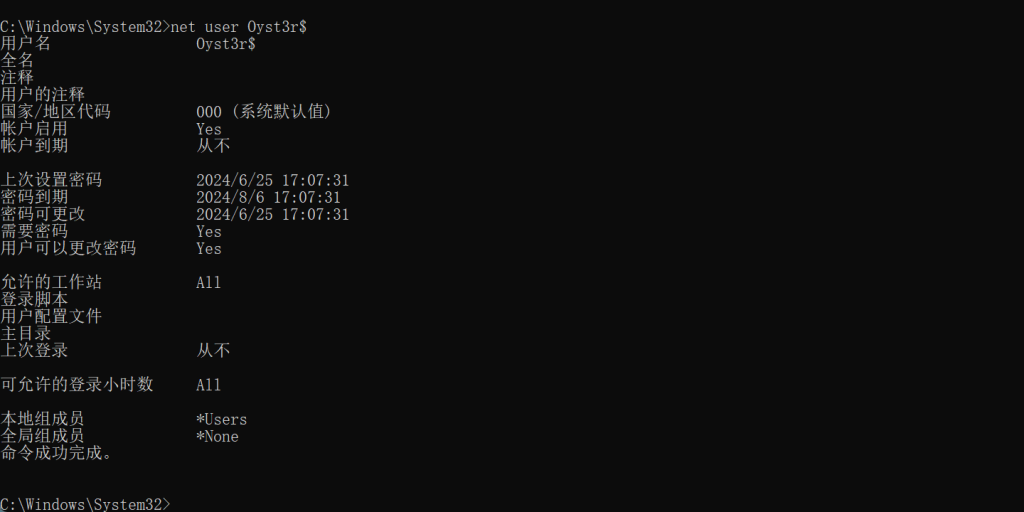 C:\Windows\System32>net user Oyst3r$
用户名 Oyst3r$
全名
注释
用户的注释
国家/地区代码 000 (系统默认值)
帐户启用 Yes
帐户到期 从不
上次设置密码 2024/6/25 17:07:31
密码到期 2024/8/6 17:07:31
密码可更改 2024/6/25 17:07:31
需要密码 Yes
用户可以更改密码 Yes
允许的工作站 All
登录脚本
用户配置文件
主目录
上次登录 从不
可允许的登录小时数 All
本地组成员 *Users
全局组成员 *None
命令成功完成。
C:\Windows\System32>